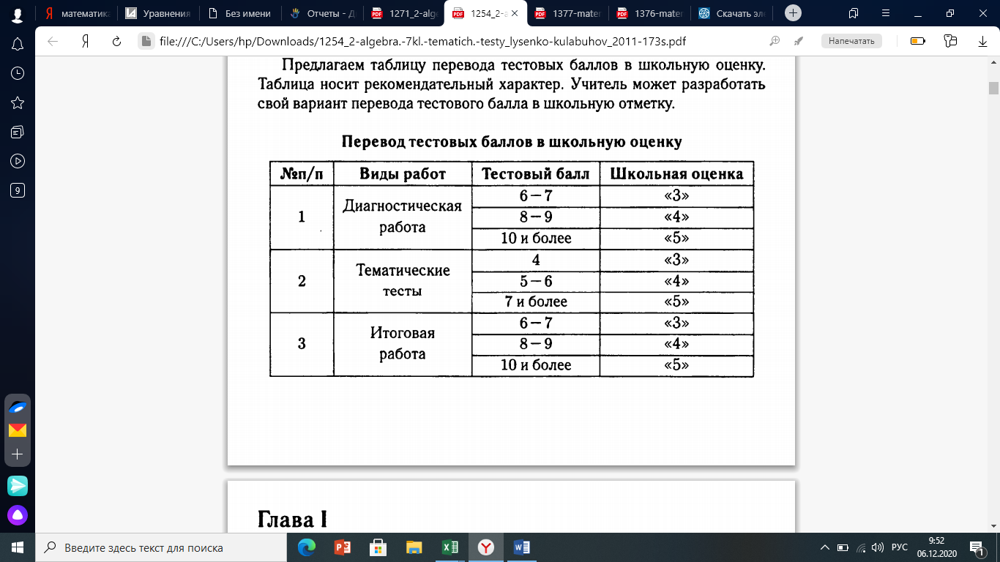 математика
Уравнения
Без имени
Отчеты - Д
1271_2-alge
1254_2-a
1377-mater
1376-mater
Скачать эле
Я
file:///C:/Users/hp/Downloads/1254_2-algebra.-7kl.-tematich.-testy_lysenko-kulabuhov_2011-173s.pdf
Напечатать
9
Предлагаем таблицу перевода тестовых баллов в школьную оценку.
Таблица носит рекомендательный характер. Учитель может разработать
свой вариант перевода тестового балла в школьную отметку.
Перевод тестовых баллов в школьную оценку
№п/п Виды работ Тестовый балл Школьная оценка
1 Диагностическая работа 6 – 7 «3»
8 – 9 «4»
10 и более «5»
2 Тематические тесты 4 «3»
5 – 6 «4»
7 и более «5»
3 Итоговая работа 6 – 7 «3»
8 – 9 «4»
10 и более «5»
Глава I
Введите здесь текст для поиска
РУС
9:52
06.12.2020
1